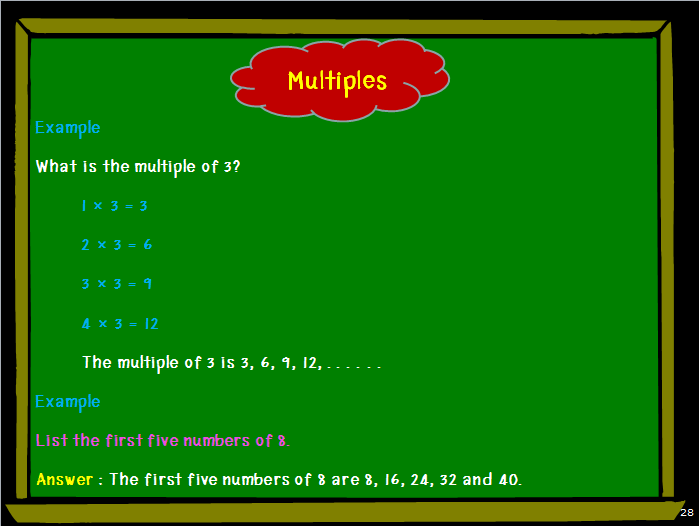 Multiples
Example
What is the multiple of 3?
1 × 3 = 3
2 × 3 = 6
3 × 3 = 9
4 × 3 = 12
The multiple of 3 is 3, 6, 9, 12, . . . . . .
Example
List the first five numbers of 8.
Answer : The first five numbers of 8 are 8, 16, 24, 32 and 40.
28